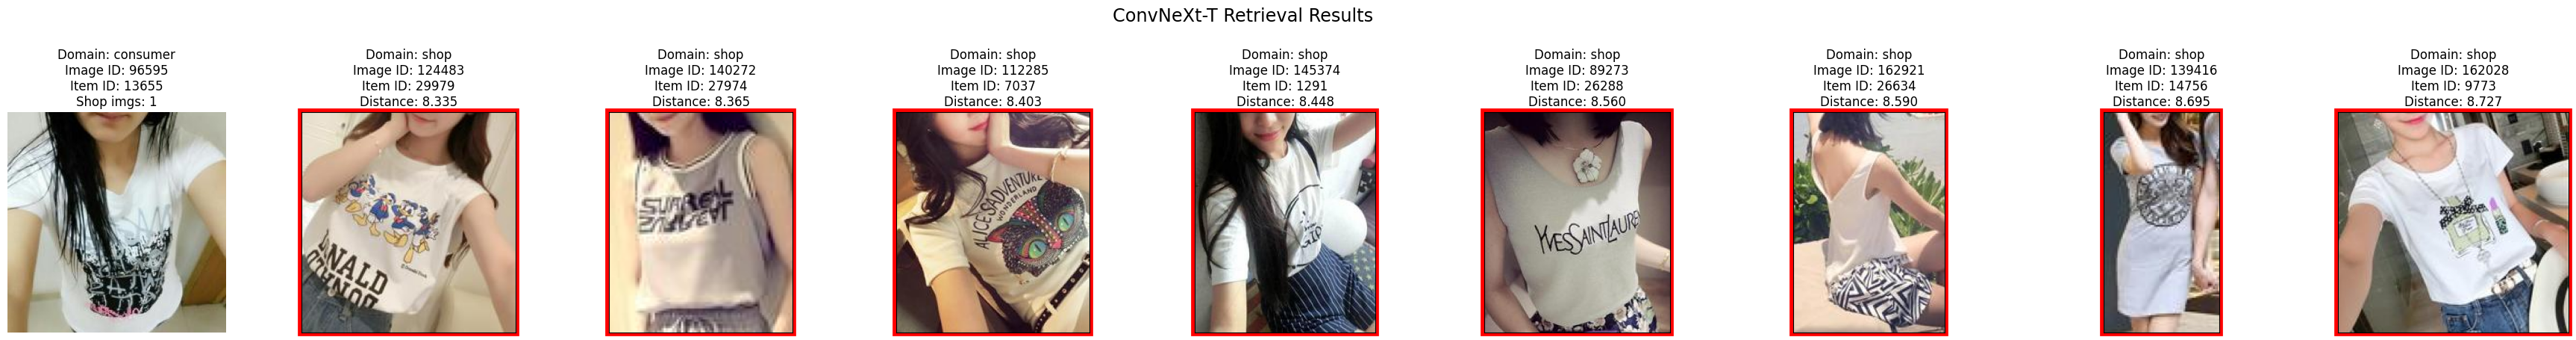 ConvNeXt-T Retrieval Results
Domain: consumer
Image ID: 96595
Item ID: 13655
Shop imgs: 1
Domain: shop
Image ID: 124483
Item ID: 29979
Distance: 8.335
Domain: shop
Image ID: 140272
Item ID: 27974
Distance: 8.365
Domain: shop
Image ID: 112285
Item ID: 7037
Distance: 8.403
Domain: shop
Image ID: 145374
Item ID: 1291
Distance: 8.448
Domain: shop
Image ID: 89273
Item ID: 26288
Distance: 8.560
Domain: shop
Image ID: 162921
Item ID: 26634
Distance: 8.590
Domain: shop
Image ID: 139416
Item ID: 14756
Distance: 8.695
Domain: shop
Image ID: 162028
Item ID: 9773
Distance: 8.727
ALICE'S ADVENTURE
WONDERLAND
YVESSAINTLAUREN